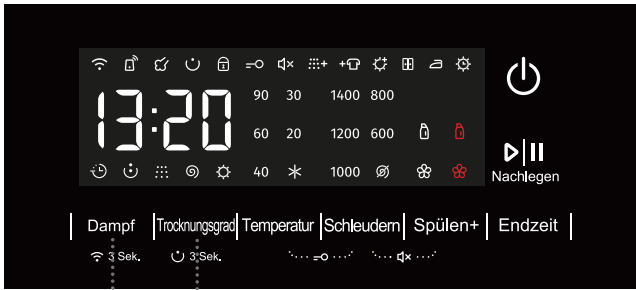 13:20
90 30 1400 800
60 20 1200 600
40 1000
Nachlegen
Dampf Trocknungsgrad Temperatur Schleudern Spülen+ Endzeit
3 Sek. 3 Sek.